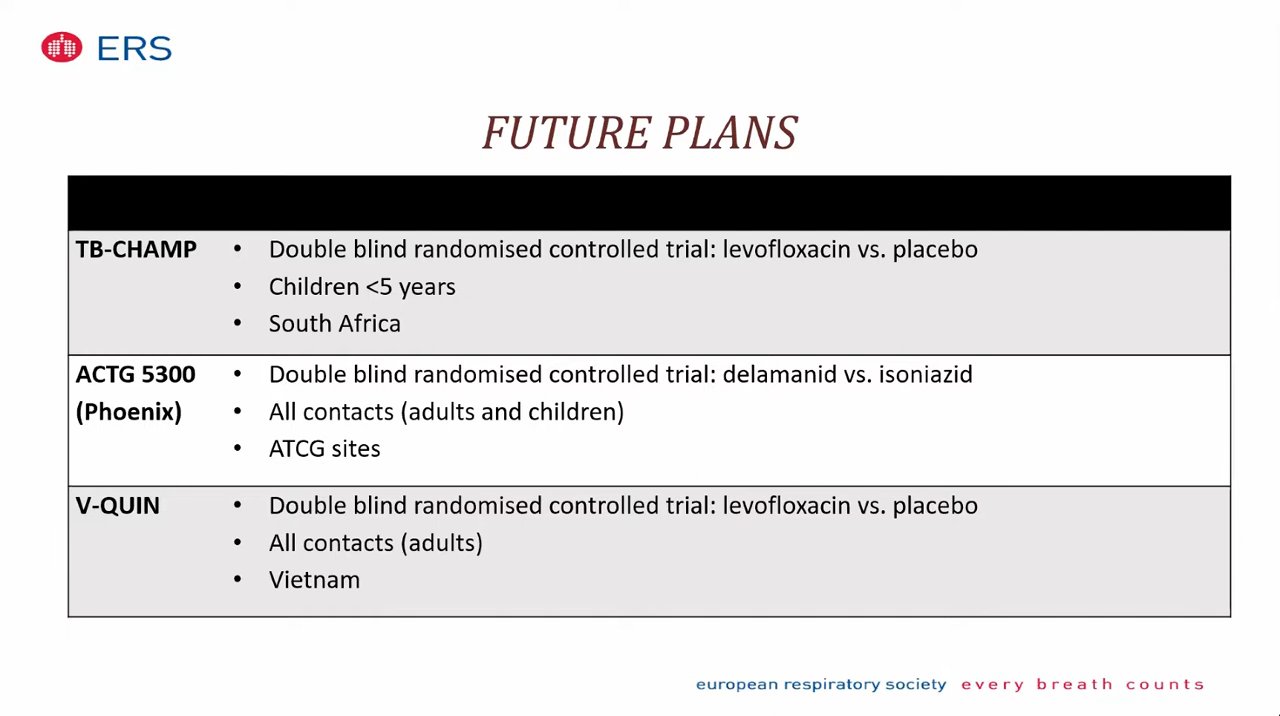 ERS
FUTURE PLANS
TB-CHAMP
• Double blind randomised controlled trial: levofloxacin vs. placebo
• Children <5 years
• South Africa
ACTG 5300
(Phoenix)
• Double blind randomised controlled trial: delamanid vs. isoniazid
• All contacts (adults and children)
• ATCG sites
V-QUIN
• Double blind randomised controlled trial: levofloxacin vs. placebo
• All contacts (adults)
• Vietnam
european respiratory society every breath counts